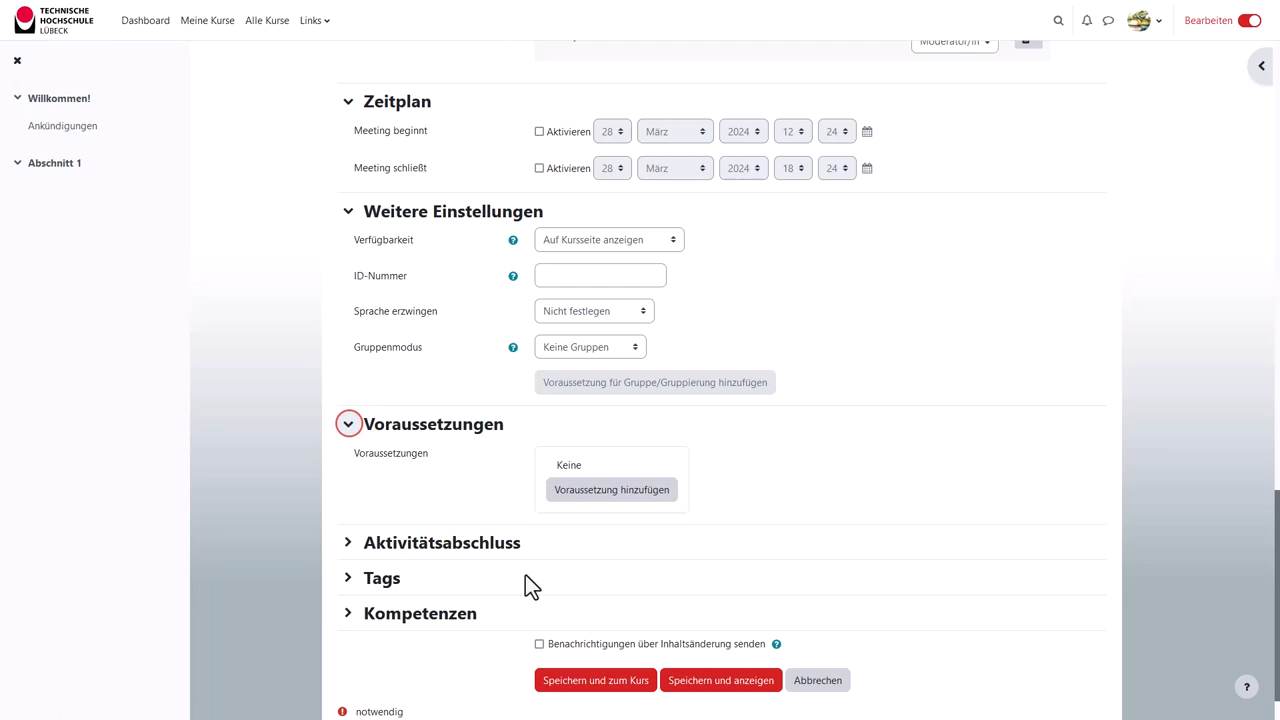 TECHNISCHE
HOCHSCHULE
LÜBECK
Dashboard Meine Kurse Alle Kurse Links
Bearbeiten
Willkommen!
Ankündigungen
Abschnitt 1
Moderator/in
Zeitplan
Meeting beginnt Aktivieren 28 März 2024 12 24
Meeting schließt Aktivieren 28 März 2024 18 24
Weitere Einstellungen
Verfügbarkeit ? Auf Kursseite anzeigen
ID-Nummer ?
Sprache erzwingen Nicht festlegen
Gruppenmodus ? Keine Gruppen
Voraussetzung für Gruppe/Gruppierung hinzufügen
Voraussetzungen
Voraussetzungen
Keine
Voraussetzung hinzufügen
Aktivitätsabschluss
Tags
Kompetenzen
Benachrichtigungen über Inhaltsänderung senden ?
Speichern und zum Kurs Speichern und anzeigen Abbrechen
?
! notwendig